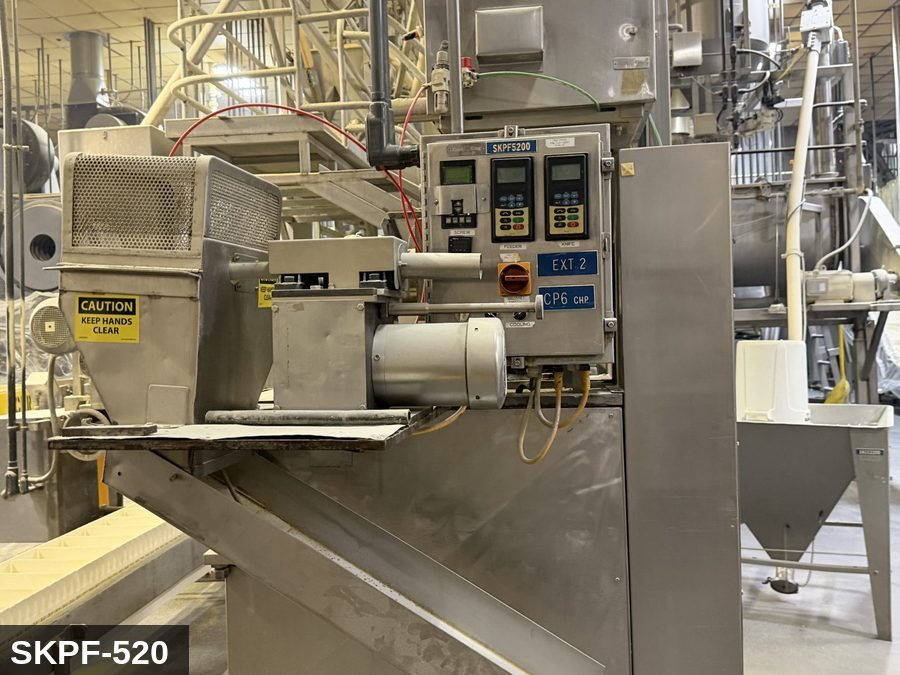 SKPF5200
SCREW
FEEDER
KNIFE
EXT 2
CP6 CHP.
COOLING
CAUTION
KEEP HANDS
CLEAR
SKPF-520